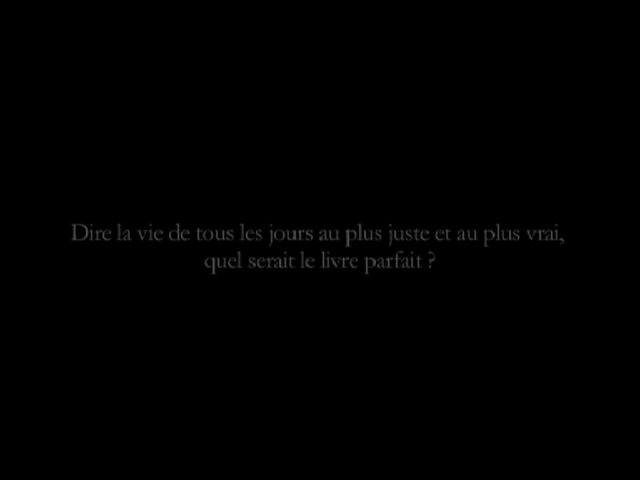 Dire la vie de tous les jours au plus juste et au plus vrai,
quel serait le livre parfait ?